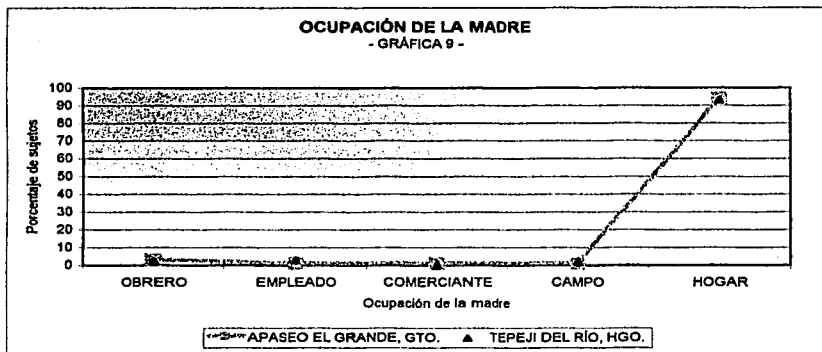 OCUPACIÓN DE LA MADRE
- GRÁFICA 9 -
100
90
80
70
60
50
40
30
20
10
0
Porcentaje de sujetos
OBRERO EMPLEADO COMERCIANTE CAMPO HOGAR
Ocupación de la madre
APASEO EL GRANDE, GTO. TEPEJI DEL RÍO, HGO.